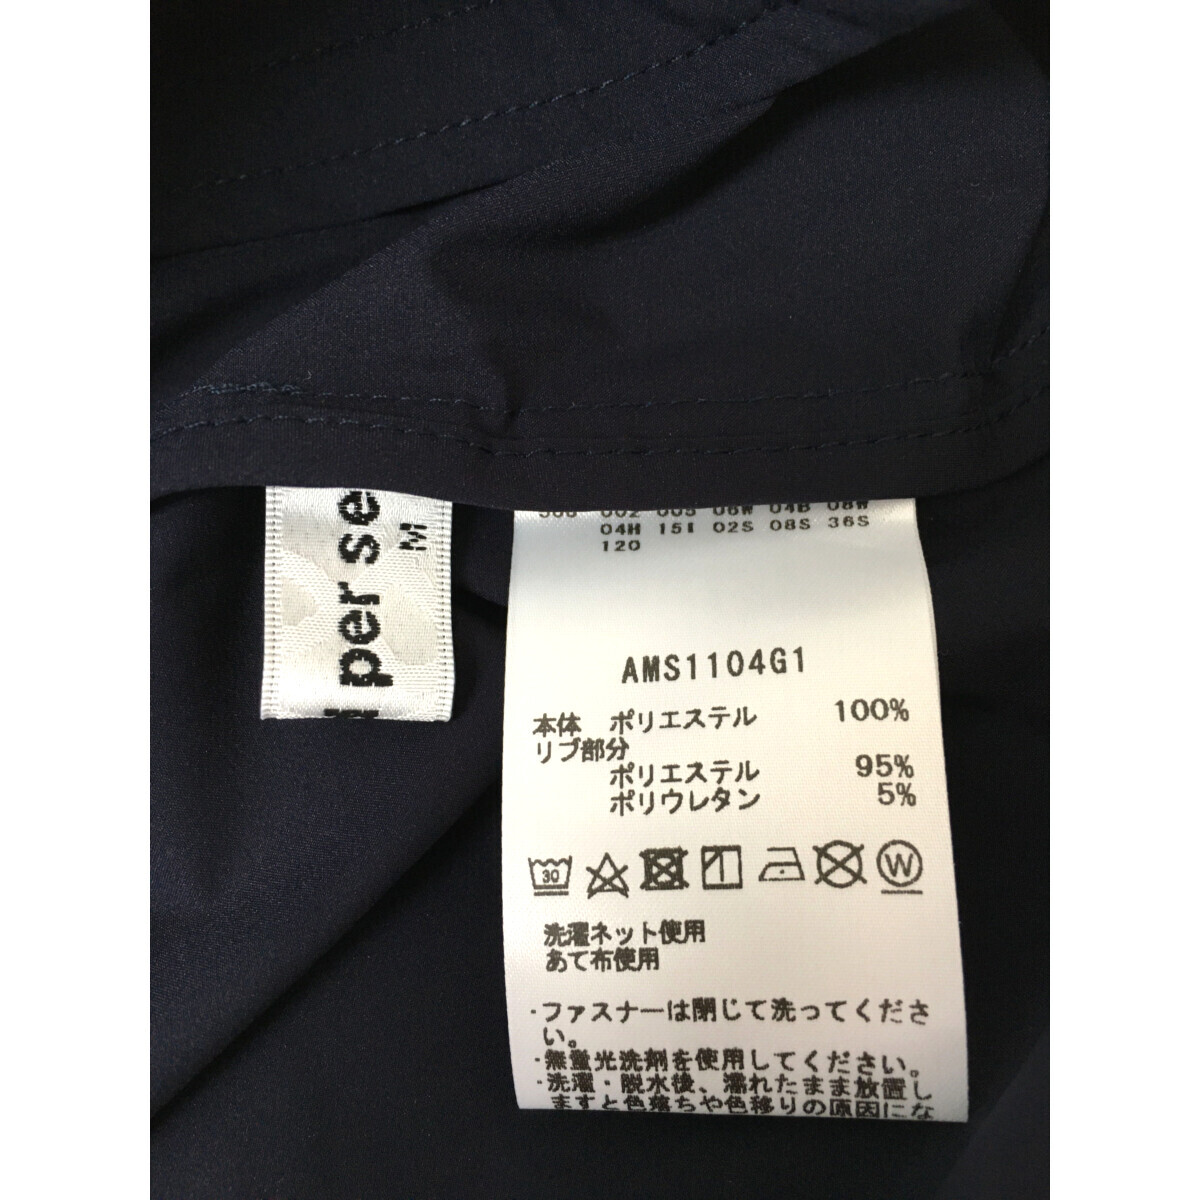 per se
M
002 005 06W 04B 08W
04H 15I 02S 08S 36S
120
AMS1104G1
本体 ポリエステル 100%
リブ部分
ポリエステル 95%
ポリウレタン 5%
30
W
洗濯ネット使用
あて布使用
・ファスナーは閉じて洗ってくださ
い。
・無蛍光洗剤を使用してください。
・洗濯・脱水後、濡れたまま放置し
ますと色落ちや色移りの原因にな